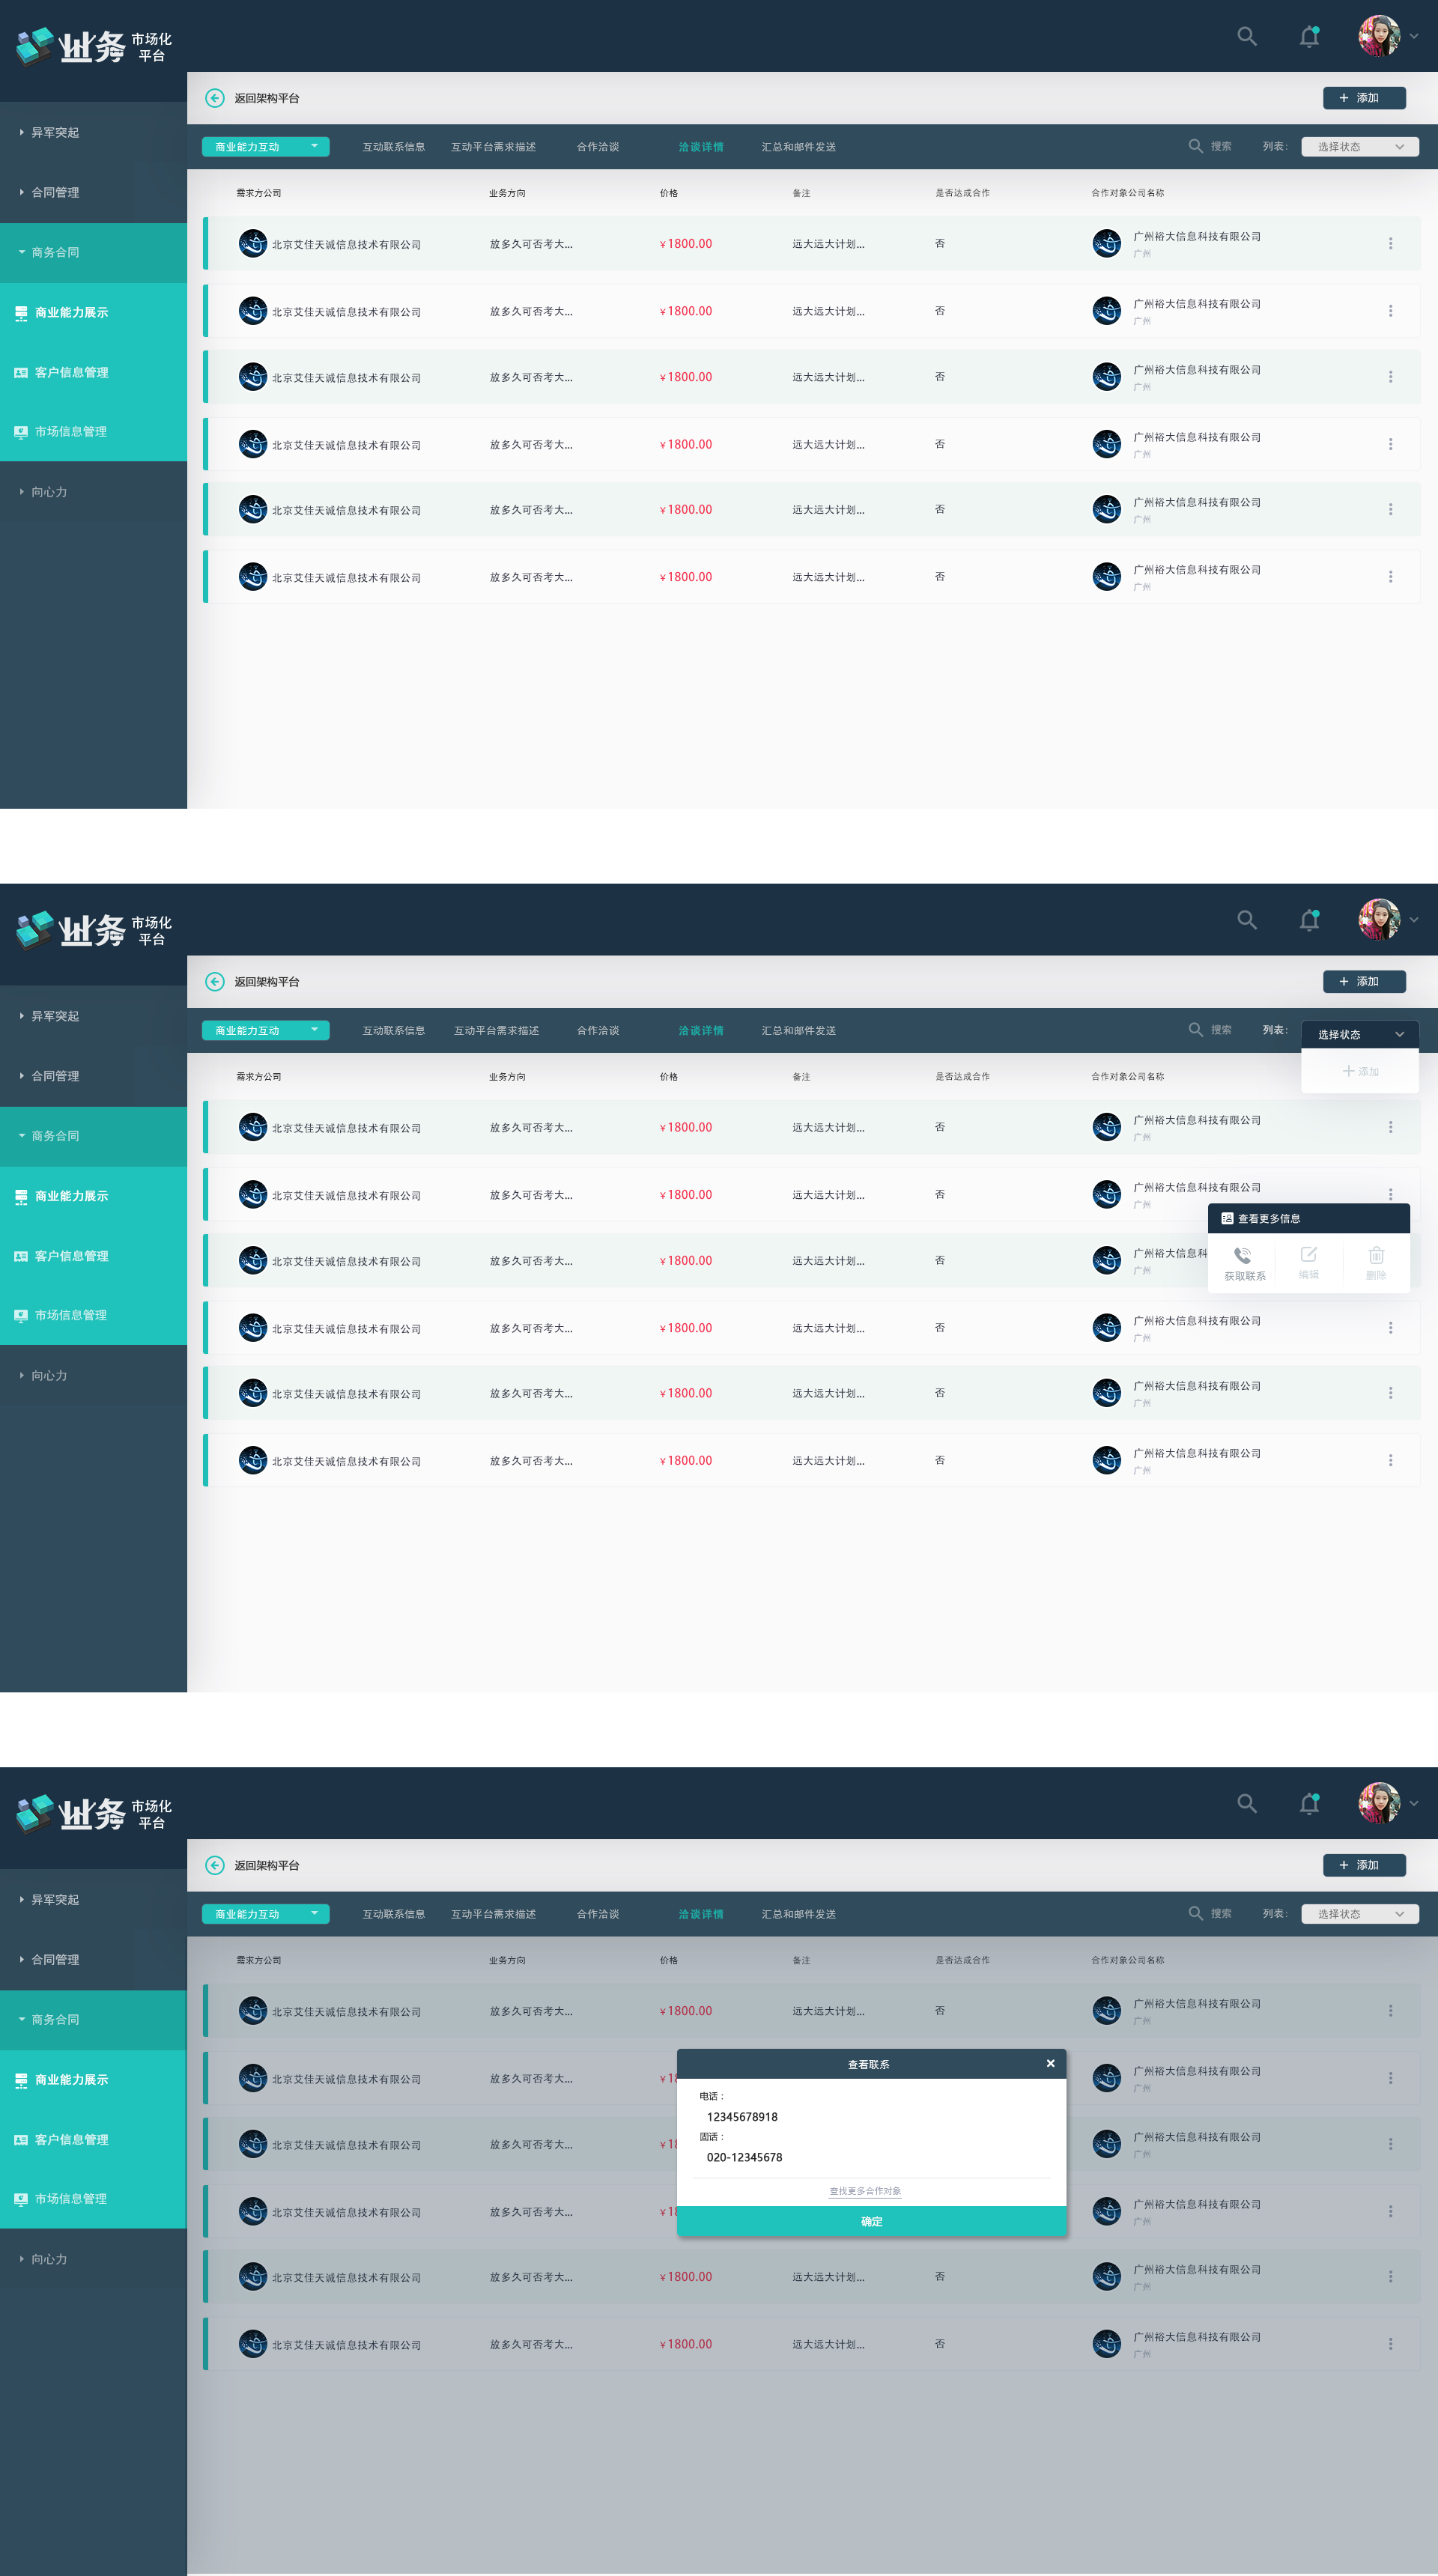 业务 市场化
平台
返回架构平台
+ 添加
商业能力互动 互动联系信息 互动平台需求描述 合作洽谈 洽谈详情 汇总和邮件发送 搜索 列表： 选择状态
异军突起
合同管理
商务合同
商业能力展示
客户信息管理
市场信息管理
向心力
需求方公司 业务方向 价格 备注 是否达成合作 合作对象公司名称
北京艾佳天诚信息技术有限公司 放多久可否考大... ¥1800.00 远大远大计划... 否 广州裕大信息科技有限公司
广州
北京艾佳天诚信息技术有限公司 放多久可否考大... ¥1800.00 远大远大计划... 否 广州裕大信息科技有限公司
广州
北京艾佳天诚信息技术有限公司 放多久可否考大... ¥1800.00 远大远大计划... 否 广州裕大信息科技有限公司
广州
北京艾佳天诚信息技术有限公司 放多久可否考大... ¥1800.00 远大远大计划... 否 广州裕大信息科技有限公司
广州
北京艾佳天诚信息技术有限公司 放多久可否考大... ¥1800.00 远大远大计划... 否 广州裕大信息科技有限公司
广州
北京艾佳天诚信息技术有限公司 放多久可否考大... ¥1800.00 远大远大计划... 否 广州裕大信息科技有限公司
广州
业务 市场化
平台
返回架构平台
+ 添加
商业能力互动 互动联系信息 互动平台需求描述 合作洽谈 洽谈详情 汇总和邮件发送 搜索 列表： 选择状态
+添加
异军突起
合同管理
商务合同
商业能力展示
客户信息管理
市场信息管理
向心力
需求方公司 业务方向 价格 备注 是否达成合作 合作对象公司名称
北京艾佳天诚信息技术有限公司 放多久可否考大... ¥1800.00 远大远大计划... 否 广州裕大信息科技有限公司
广州
北京艾佳天诚信息技术有限公司 放多久可否考大... ¥1800.00 远大远大计划... 否 广州裕大信息科技有限公司
广州
查看更多信息
获取联系 编辑 删除
北京艾佳天诚信息技术有限公司 放多久可否考大... ¥1800.00 远大远大计划... 否 广州裕大信息科
广州
北京艾佳天诚信息技术有限公司 放多久可否考大... ¥1800.00 远大远大计划... 否 广州裕大信息科技有限公司
广州
北京艾佳天诚信息技术有限公司 放多久可否考大... ¥1800.00 远大远大计划... 否 广州裕大信息科技有限公司
广州
北京艾佳天诚信息技术有限公司 放多久可否考大... ¥1800.00 远大远大计划... 否 广州裕大信息科技有限公司
广州
业务 市场化
平台
返回架构平台
+ 添加
商业能力互动 互动联系信息 互动平台需求描述 合作洽谈 洽谈详情 汇总和邮件发送 搜索 列表： 选择状态
异军突起
合同管理
商务合同
商业能力展示
客户信息管理
市场信息管理
向心力
需求方公司 业务方向 价格 备注 是否达成合作 合作对象公司名称
北京艾佳天诚信息技术有限公司 放多久可否考大... ¥1800.00 远大远大计划... 否 广州裕大信息科技有限公司
广州
北京艾佳天诚信息技术有限公司 放多久可否考大... ¥18 广州裕大信息科技有限公司
广州
北京艾佳天诚信息技术有限公司 放多久可否考大... ¥18 广州裕大信息科技有限公司
广州
北京艾佳天诚信息技术有限公司 放多久可否考大... ¥18 广州裕大信息科技有限公司
广州
查看联系 ×
电话：
12345678918
固话：
020-12345678
查找更多合作对象
确定
北京艾佳天诚信息技术有限公司 放多久可否考大... ¥1800.00 远大远大计划... 否 广州裕大信息科技有限公司
广州
北京艾佳天诚信息技术有限公司 放多久可否考大... ¥1800.00 远大远大计划... 否 广州裕大信息科技有限公司
广州